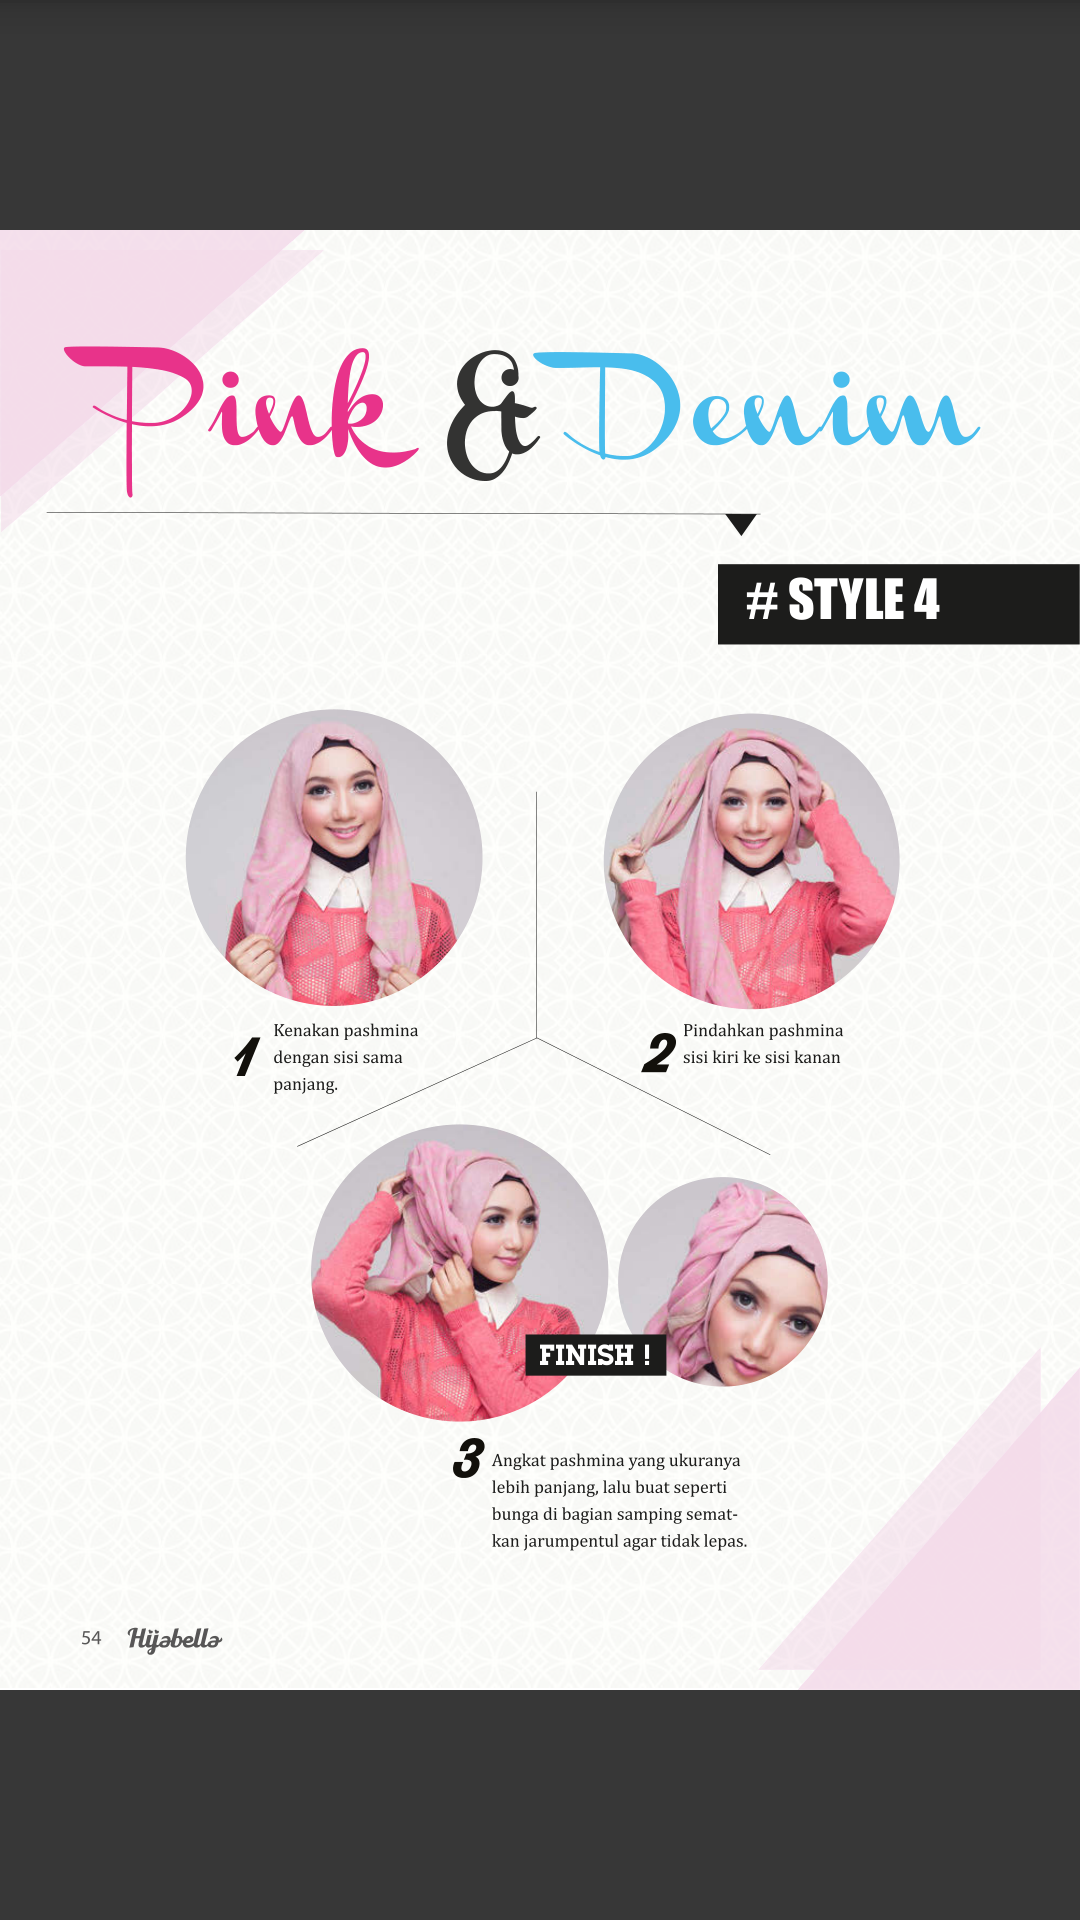 Pink & Denim
# STYLE 4
1
Kenakan pashmina
dengan sisi sama
panjang.
2
Pindahkan pashmina
sisi kiri ke sisi kanan
FINISH !
3
Angkat pashmina yang ukuranya
lebih panjang, lalu buat seperti
bunga di bagian samping semat-
kan jarumpentul agar tidak lepas.
54 Hijabella